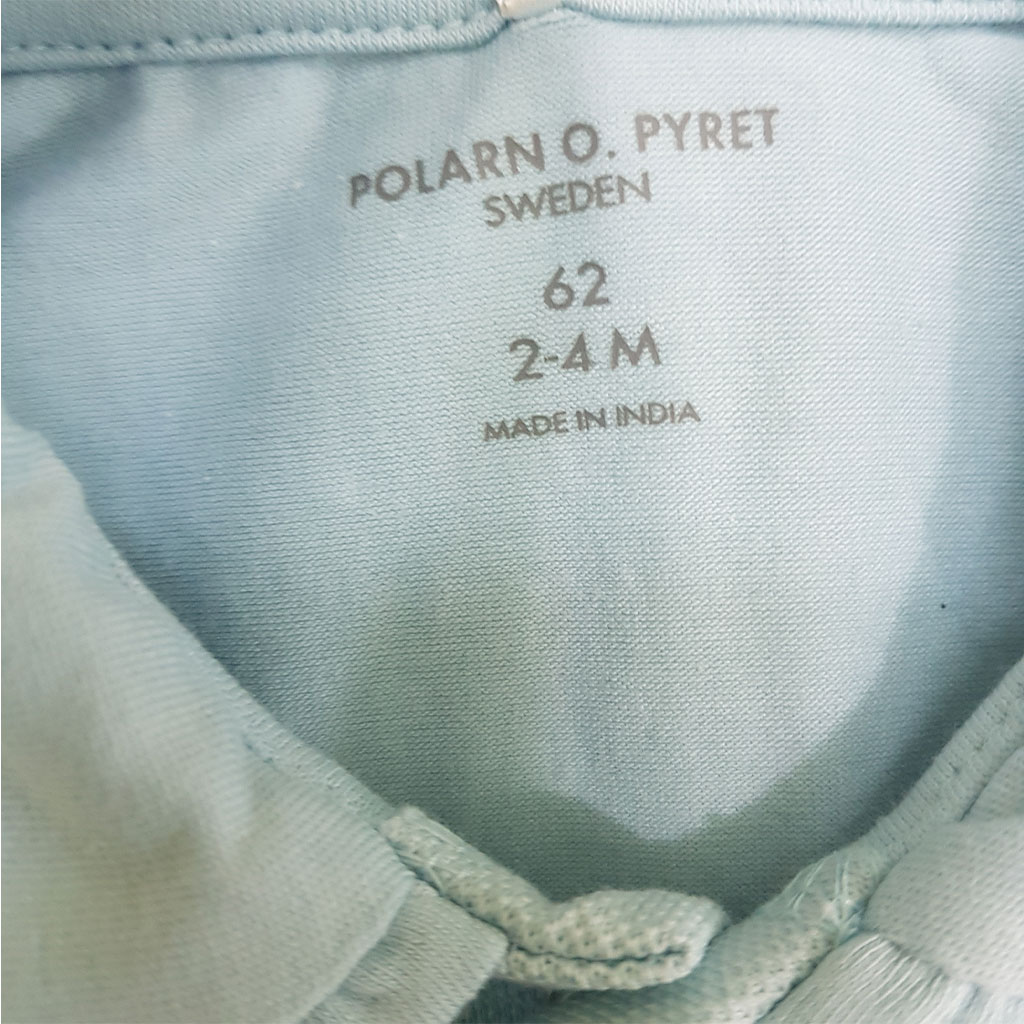 POLARN O. PYRET
SWEDEN
62
2-4 M
MADE IN INDIA